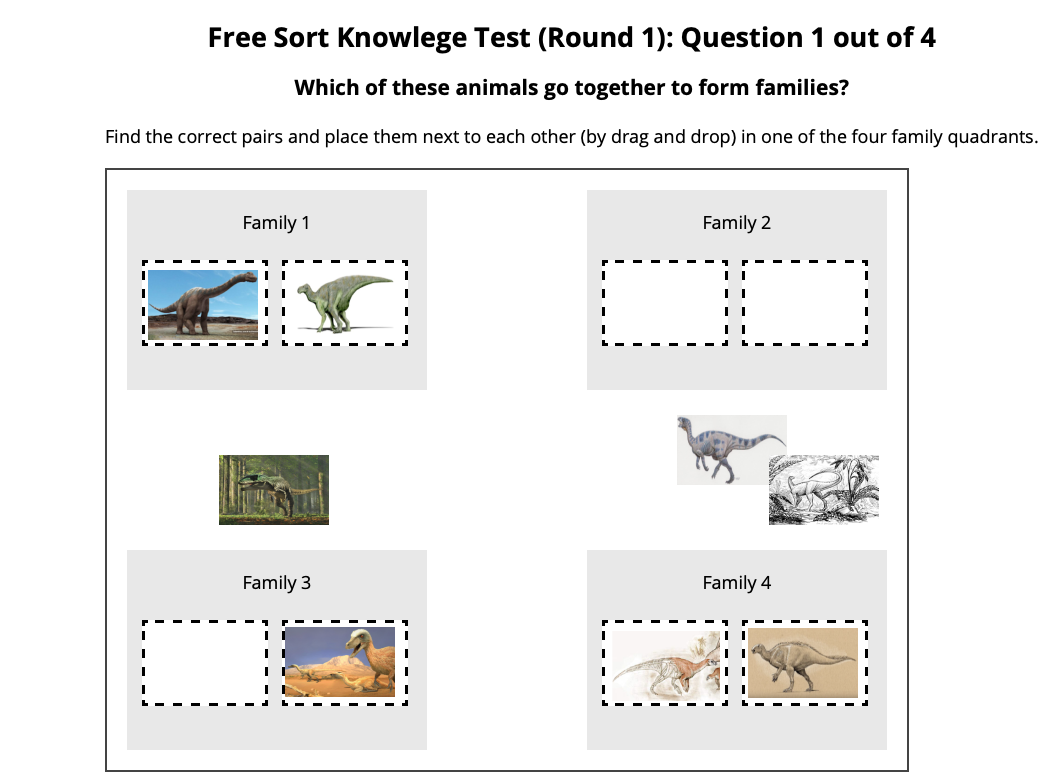 Free Sort Knowlege Test (Round 1): Question 1 out of 4
Which of these animals go together to form families?
Find the correct pairs and place them next to each other (by drag and drop) in one of the four family quadrants.
Family 1
Family 2
Family 3
Family 4